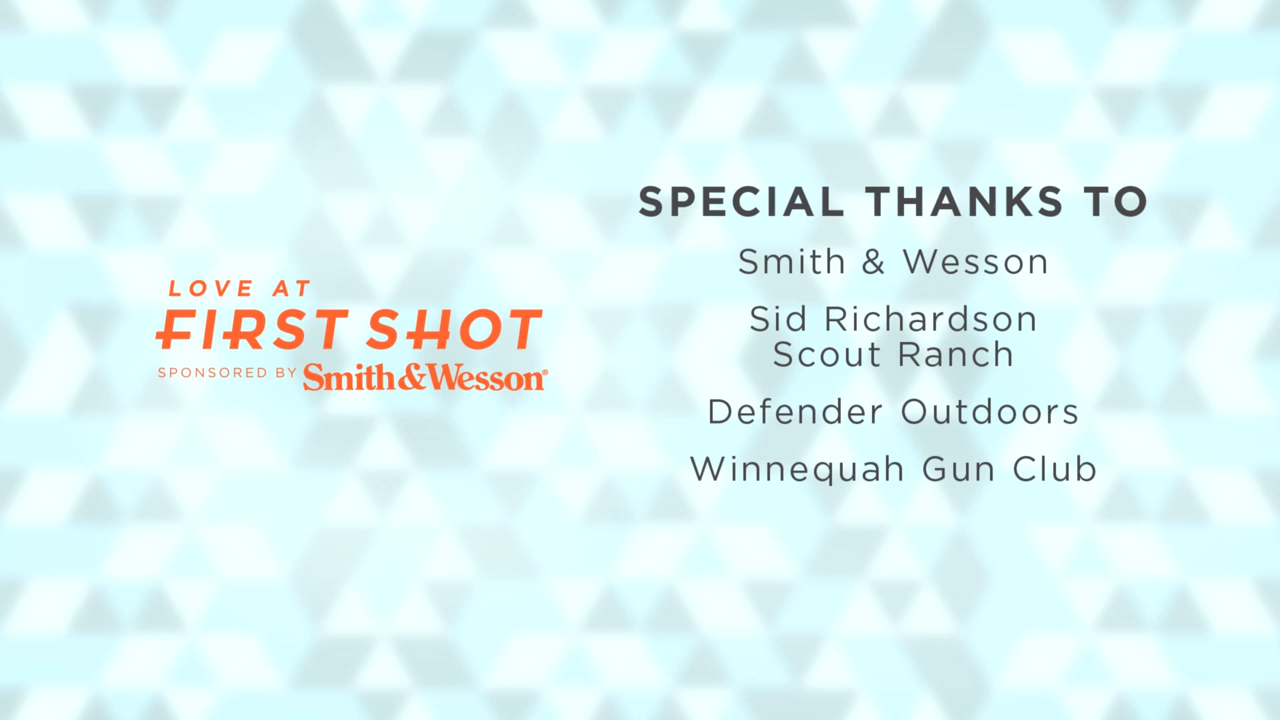 LOVE AT
FIRST SHOT
SPONSORED BY Smith & Wesson®
SPECIAL THANKS TO
Smith & Wesson
Sid Richardson
Scout Ranch
Defender Outdoors
Winnequah Gun Club